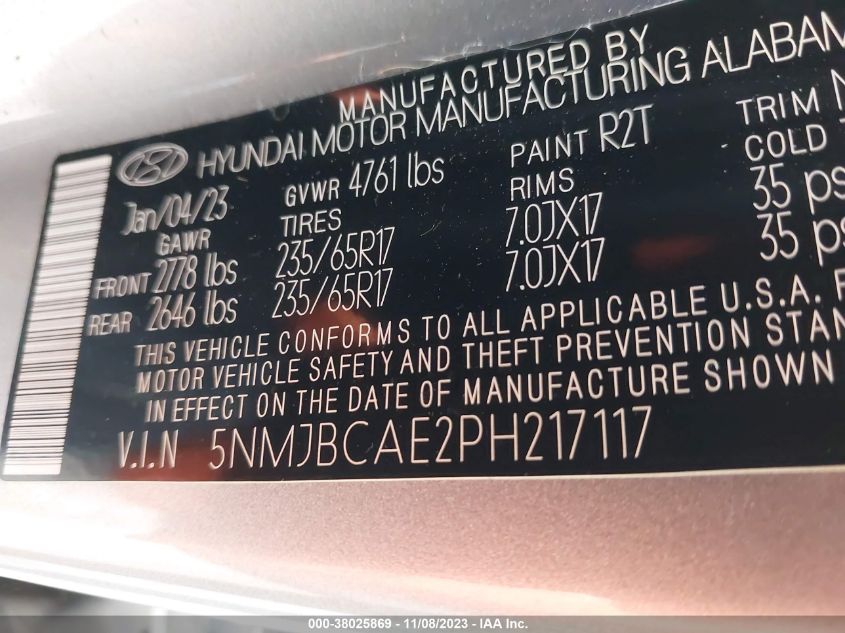 MANUFACTURED BY
HYUNDAI MOTOR MANUFACTURING ALABAM
Jan/04/23 GVWR 4761 lbs PAINT R2T TRIM
GAWR TIRES RIMS COLD
FRONT 2778 lbs 235/65R17 7.0JX17 35 ps
REAR 2646 lbs 235/65R17 7.0JX17 35 ps
THIS VEHICLE CONFORMS TO ALL APPLICABLE U.S.A. F
MOTOR VEHICLE SAFETY AND THEFT PREVENTION STAN
IN EFFECT ON THE DATE OF MANUFACTURE SHOWN
V.I.N 5NMJBCAE2PH217117
000-38025869 - 11/08/2023 - IAA Inc.